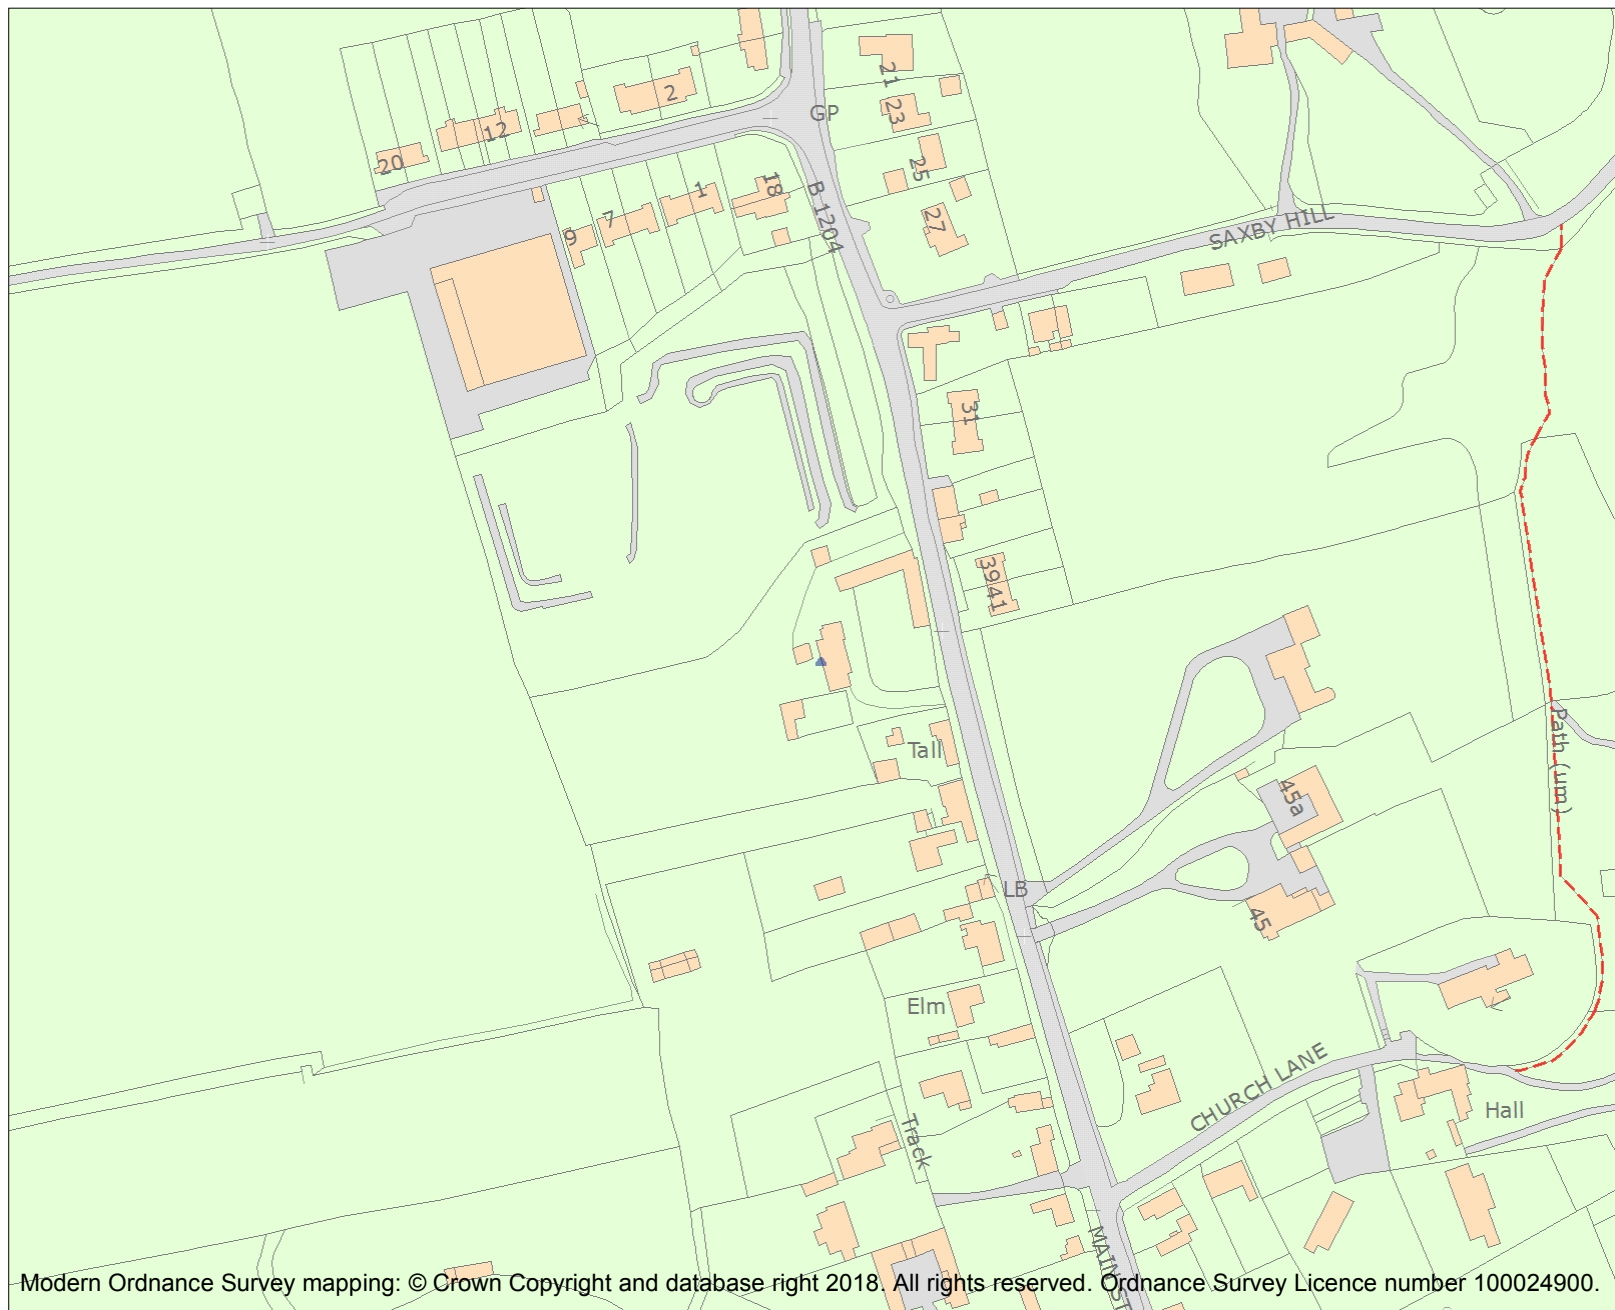 2
21
GP
23
12
20
25
1
18
B 1204
7
27
9
SAXBY HILL
31
3941
Tall
Path (um)
45a
LB
45
Elm
CHURCH LANE
Hall
Track
MAIN ST
Modern Ordnance Survey mapping: © Crown Copyright and database right 2018. All rights reserved. Ordnance Survey Licence number 100024900.